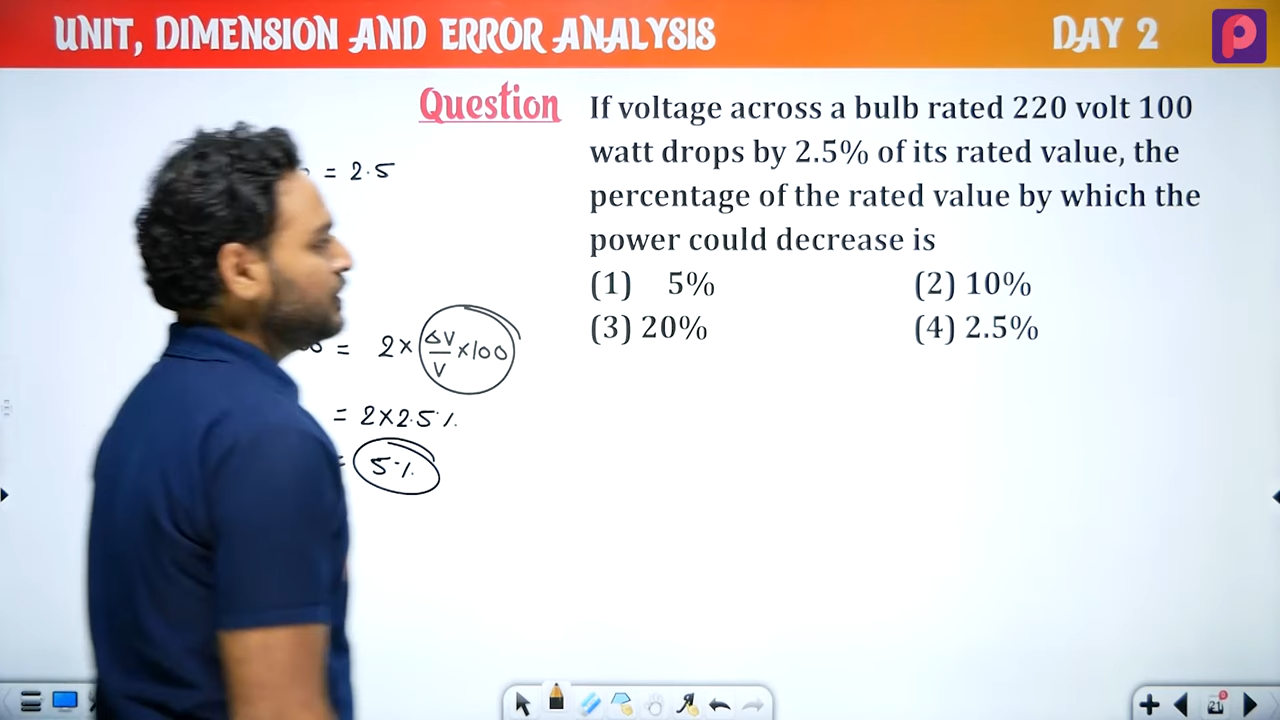 UNIT, DIMENSION AND ERROR ANALYSIS
DAY 2
Question
If voltage across a bulb rated 220 volt 100
watt drops by 2.5% of its rated value, the
percentage of the rated value by which the
power could decrease is
(1) 5%
(2) 10%
(3) 20%
(4) 2.5%
= 2.5
= 2×(ΔV/V ×100)
= 2×2.5%
= 5%
21